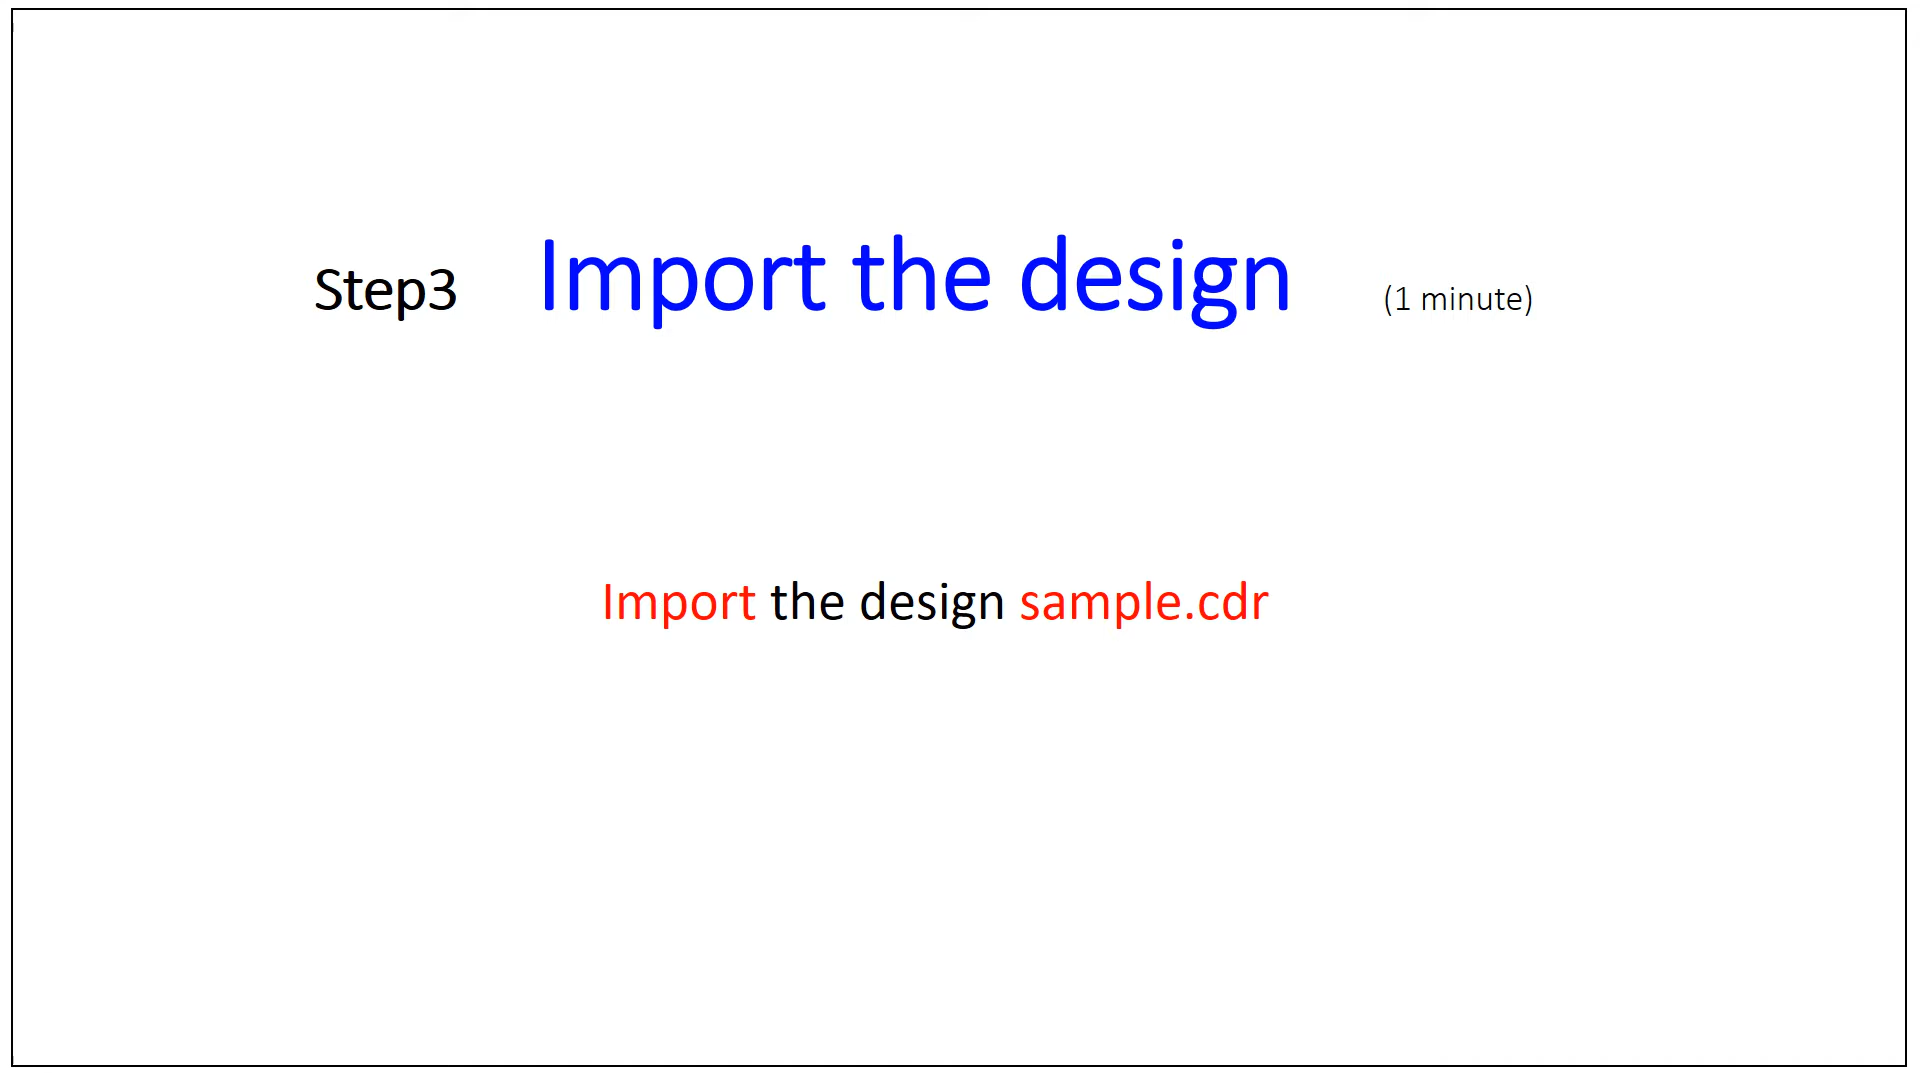 Step3 Import the design (1 minute)
Import the design sample.cdr